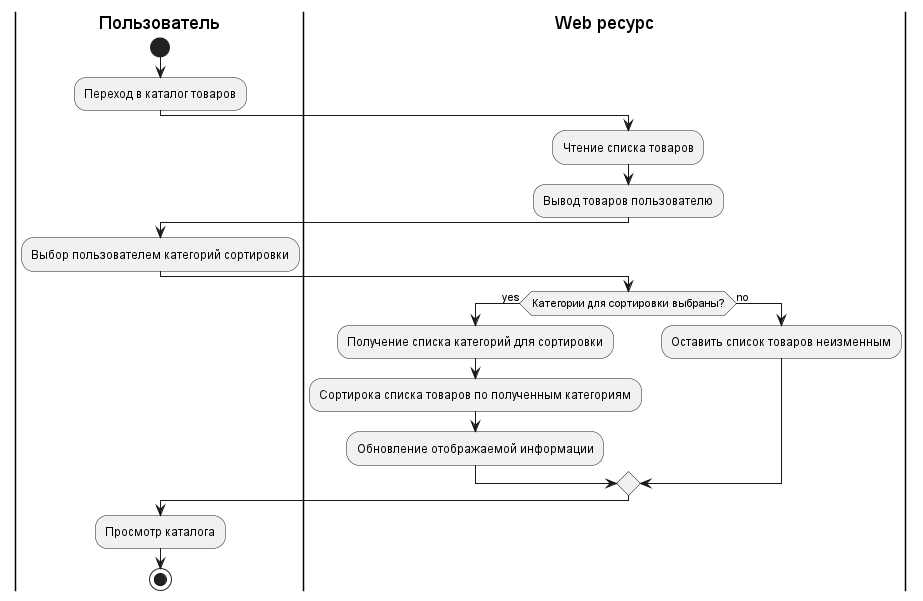 Пользователь
Web ресурс
Переход в каталог товаров
Чтение списка товаров
Вывод товаров пользователю
Выбор пользователем категорий сортировки
yes
Категории для сортировки выбраны?
no
Получение списка категорий для сортировки
Оставить список товаров неизменным
Сортирока списка товаров по полученным категориям
Обновление отображаемой информации
Просмотр каталога